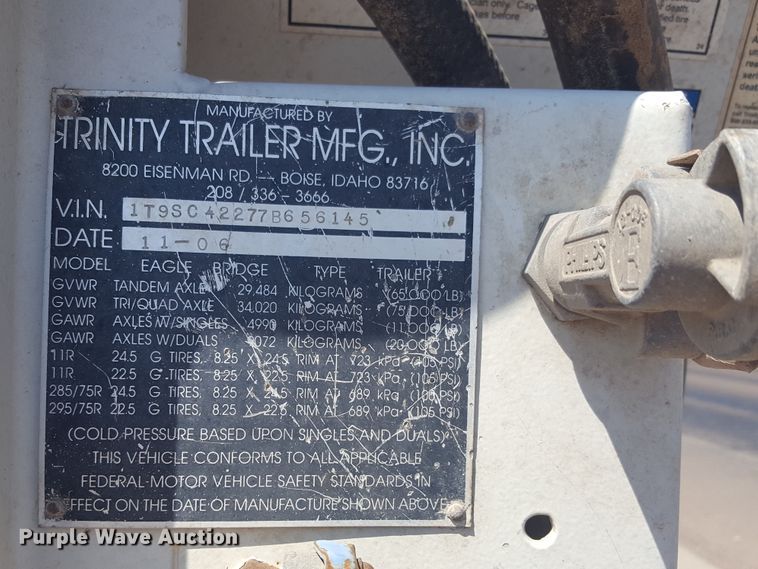 MANUFACTURED BY
TRINITY TRAILER MFG., INC.
8200 EISENMAN RD. — BOISE, IDAHO 83716
208 / 336 - 3666
V.I.N. 1T9SC42277B656145
DATE 11-06
MODEL EAGLE BRIDGE TYPE TRAILER
GVWR TANDEM AXLE 29,484 KILOGRAMS (65,000 LB)
GVWR TRI/QUAD AXLE 34,020 KILOGRAMS (75,000 LB)
GAWR AXLES W/SINGLES 4990 KILOGRAMS (11,000 LB)
GAWR AXLES W/DUALS 9072 KILOGRAMS (20,000 LB)
11R 24.5 G TIRES, 8.25 X 24.5 RIM AT 723 kPa (105 PSI)
11R 22.5 G TIRES, 8.25 X 22.5 RIM AT 723 kPa (105 PSI)
285/75R 24.5 G TIRES, 8.25 X 24.5 RIM AT 689 kPa (100 PSI)
295/75R 22.5 G TIRES, 8.25 X 22.5 RIM AT 689 kPa (105 PSI)
(COLD PRESSURE BASED UPON SINGLES AND DUALS)
THIS VEHICLE CONFORMS TO ALL APPLICABLE
FEDERAL MOTOR VEHICLE SAFETY STANDARDS IN
EFFECT ON THE DATE OF MANUFACTURE SHOWN ABOVE
PHILLIPS
E
Purple Wave Auction